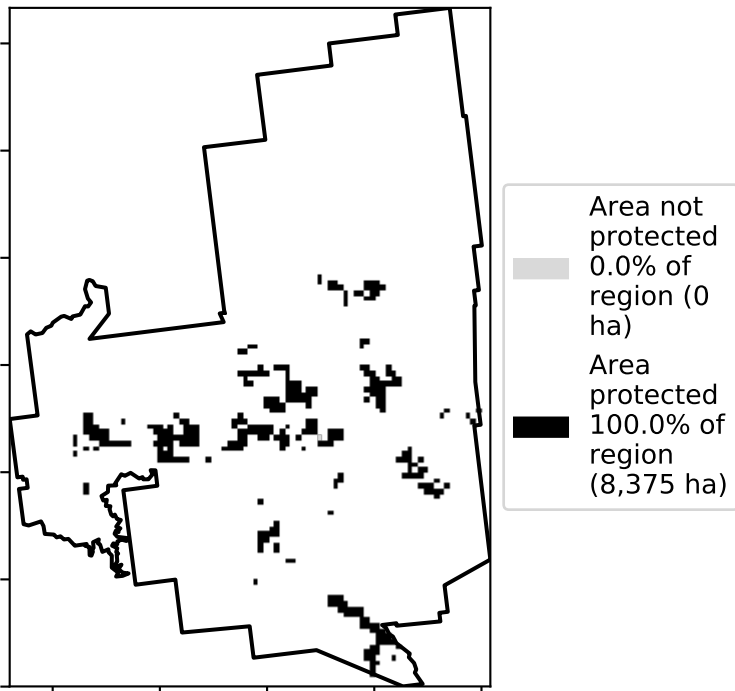 Area not
protected
0.0% of
region (0
ha)
Area
protected
100.0% of
region
(8,375 ha)